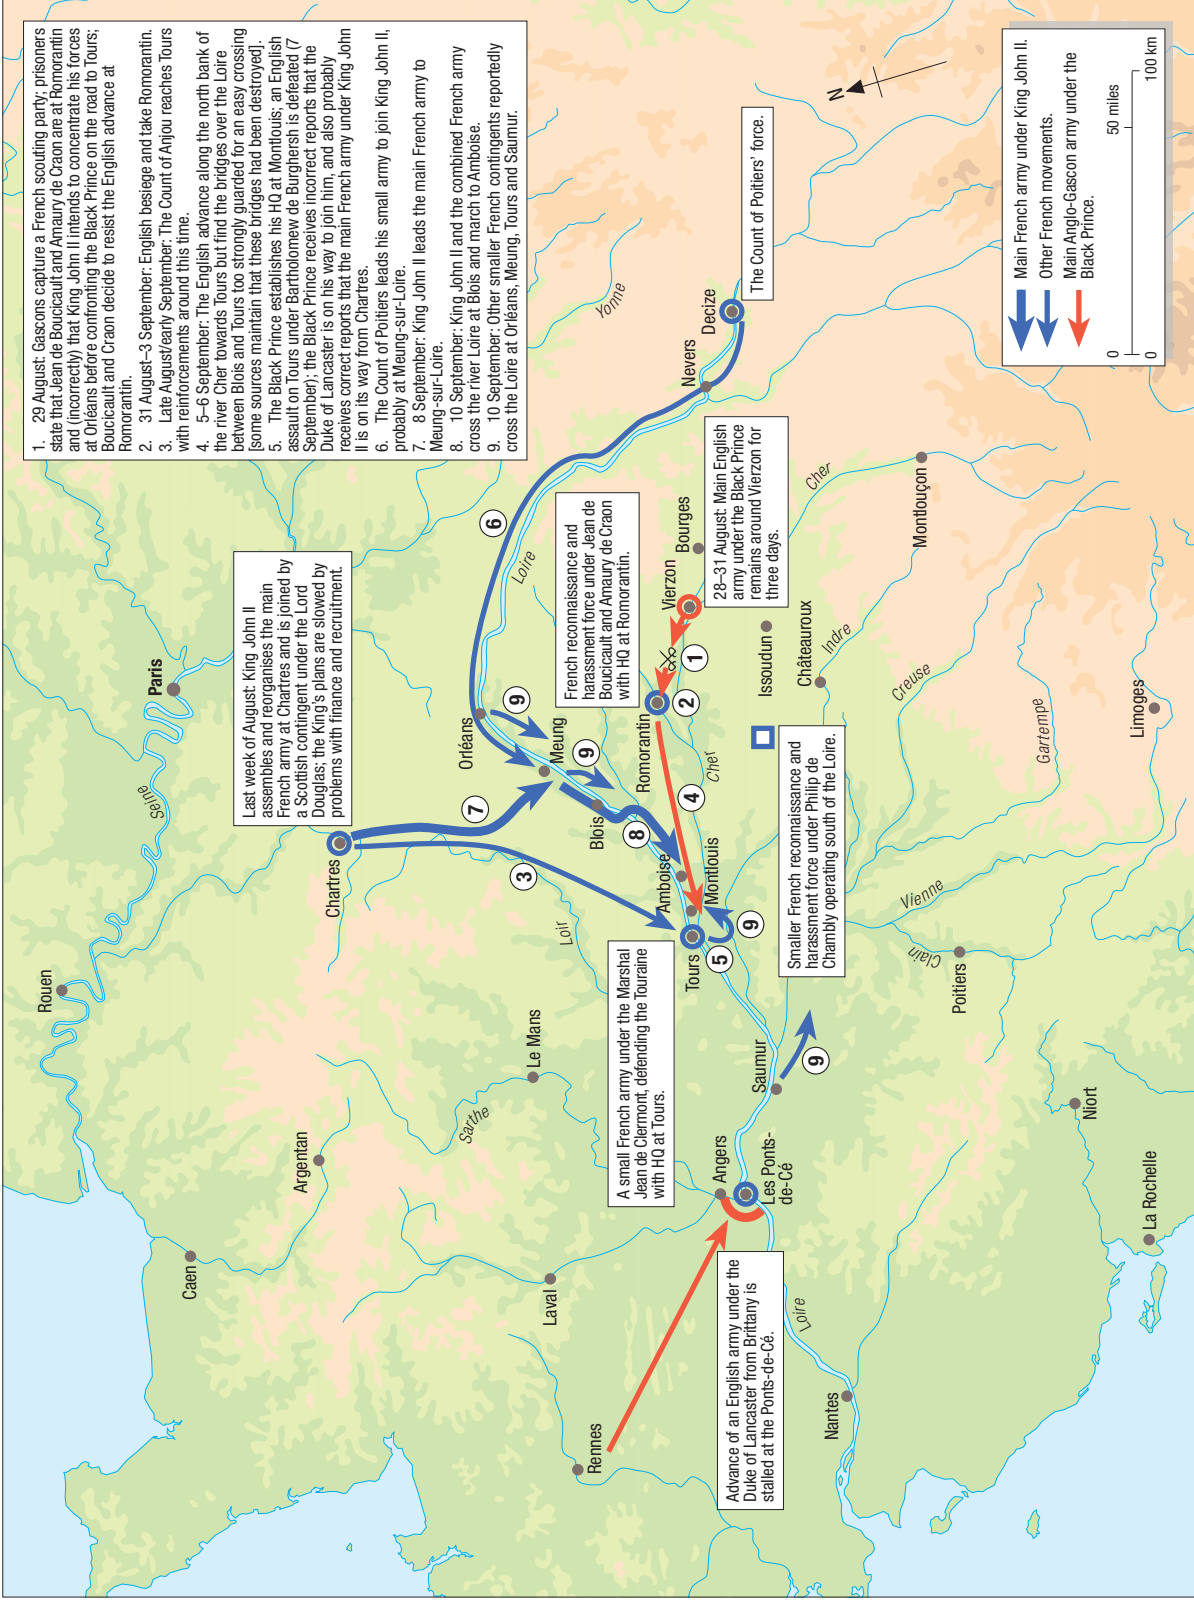 1. 29 August: Gascons capture a French scouting party; prisoners
state that Jean de Boucicault and Amaury de Craon are at Romorantin
and (incorrectly) that King John II intends to concentrate his forces
at Orléans before confronting the Black Prince on the road to Tours;
Boucicault and Craon decide to resist the English advance at
Romorantin.
2. 31 August–3 September: English besiege and take Romorantin.
3. Late August/early September: The Count of Anjou reaches Tours
with reinforcements around this time.
4. 5–6 September: The English advance along the north bank of
the river Cher towards Tours but find the bridges over the Loire
between Blois and Tours too strongly guarded for an easy crossing
[some sources maintain that these bridges had been destroyed].
5. The Black Prince establishes his HQ at Montlouis; an English
assault on Tours under Bartholomew de Burghersh is defeated (7
September); the Black Prince receives incorrect reports that the
Duke of Lancaster is on his way to join him, and also probably
receives correct reports that the main French army under King John
II is on its way from Chartres.
6. The Count of Poitiers leads his small army to join King John II,
probably at Meung-sur-Loire.
7. 8 September: King John II leads the main French army to
Meung-sur-Loire.
8. 10 September: King John II and the combined French army
cross the river Loire at Blois and march to Amboise.
9. 10 September: Other smaller French contingents reportedly
cross the Loire at Orléans, Meung, Tours and Saumur.
Last week of August: King John II
assembles and reorganises the main
French army at Chartres and is joined by
a Scottish contingent under the Lord
Douglas; the King's plans are slowed by
problems with finance and recruitment.
Rouen
Caen
Argentan
Chartres
Paris
Seine
Yonne
Laval
Le Mans
Sarthe
Loir
3
7
Orléans
6
Loire
9
Meung
9
Blois
8
French reconnaissance and
harassment force under Jean de
Boucicault and Amaury de Craon
with HQ at Romorantin.
Rennes
A small French army under the Marshal
Jean de Clermont, defending the Touraine
with HQ at Tours.
Tours
5
Amboise
Montlouis
9
4
Romorantin
2
Cher
1
Vierzon
Bourges
Nevers
Decize
The Count of Poitiers' force.
28–31 August: Main English
army under the Black Prince
remains around Vierzon for
three days.
Angers
Les Ponts-
de-Cé
Saumur
9
Advance of an English army under the
Duke of Lancaster from Brittany is
stalled at the Ponts-de-Cé.
Smaller French reconnaissance and
harassment force under Philip de
Chambly operating south of the Loire.
Issoudun
Châteauroux
Indre
Cher
Montlouçon
Nantes
Loire
Creuse
Vienne
Clain
Poitiers
Gartempe
Niort
La Rochelle
Limoges
N
Main French army under King John II.
Other French movements.
Main Anglo-Gascon army under the
Black Prince.
0
50 miles
0
100 km